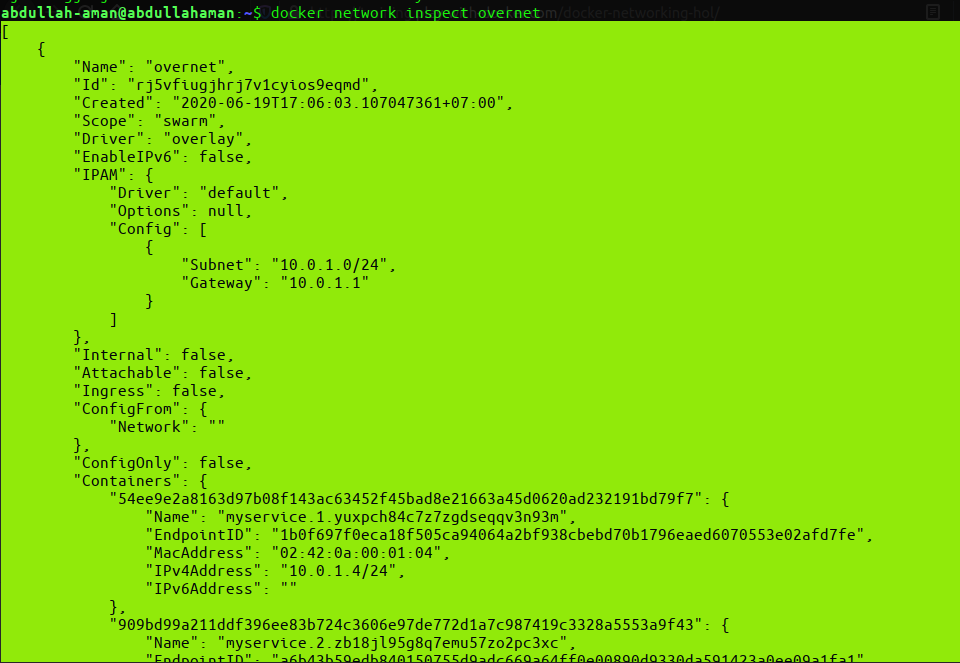 abdullah-aman@abdullahaman:~$ docker network inspect overnet
[
    {
        "Name": "overnet",
        "Id": "rj5vfiugjhrj7v1cyios9eqmd",
        "Created": "2020-06-19T17:06:03.107047361+07:00",
        "Scope": "swarm",
        "Driver": "overlay",
        "EnableIPv6": false,
        "IPAM": {
            "Driver": "default",
            "Options": null,
            "Config": [
                {
                    "Subnet": "10.0.1.0/24",
                    "Gateway": "10.0.1.1"
                }
            ]
        },
        "Internal": false,
        "Attachable": false,
        "Ingress": false,
        "ConfigFrom": {
            "Network": ""
        },
        "ConfigOnly": false,
        "Containers": {
            "54ee9e2a8163d97b08f143ac63452f45bad8e21663a45d0620ad232191bd79f7": {
                "Name": "myservice.1.yuxpch84c7z7zgdseqqv3n93m",
                "EndpointID": "1b0f697f0eca18f505ca94064a2bf938cbebd70b1796eaed6070553e02afd7fe",
                "MacAddress": "02:42:0a:00:01:04",
                "IPv4Address": "10.0.1.4/24",
                "IPv6Address": ""
            },
            "909bd99a211ddf396ee83b724c3606e97de772d1a7c987419c3328a5553a9f43": {
                "Name": "myservice.2.zb18jl95g8q7emu57zo2pc3xc",
                "EndpointID": "a6b43b59edb840150755d9adc669a64ff0e00890d9330da591423a0ee09a1fa1"